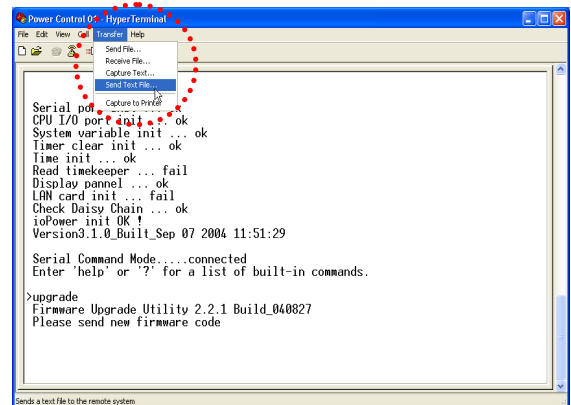 Power Control 01 - HyperTerminal
File Edit View Call Transfer Help
Send File...
Receive File...
Capture Text...
Send Text File...
Capture to Printer
Serial port init ... ok
CPU I/O port init ... ok
System variable init ... ok
Timer clear init ... ok
Time init ... ok
Read timekeeper ... fail
Display pannel ... ok
LAN card init ... fail
Check Daisy Chain ... ok
ioPower init OK !
Version3.1.0_Built_Sep 07 2004 11:51:29
Serial Command Mode.....connected
Enter 'help' or '?' for a list of built-in commands.
>upgrade
Firmware Upgrade Utility 2.2.1 Build_040827
Please send new firmware code
Sends a text file to the remote system